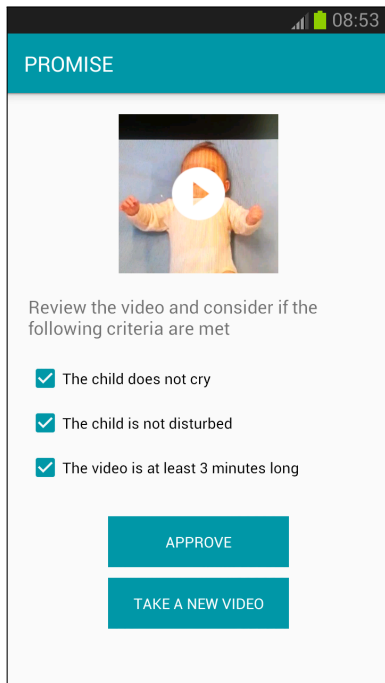 08:53
PROMISE
Review the video and consider if the
following criteria are met
The child does not cry
The child is not disturbed
The video is at least 3 minutes long
APPROVE
TAKE A NEW VIDEO